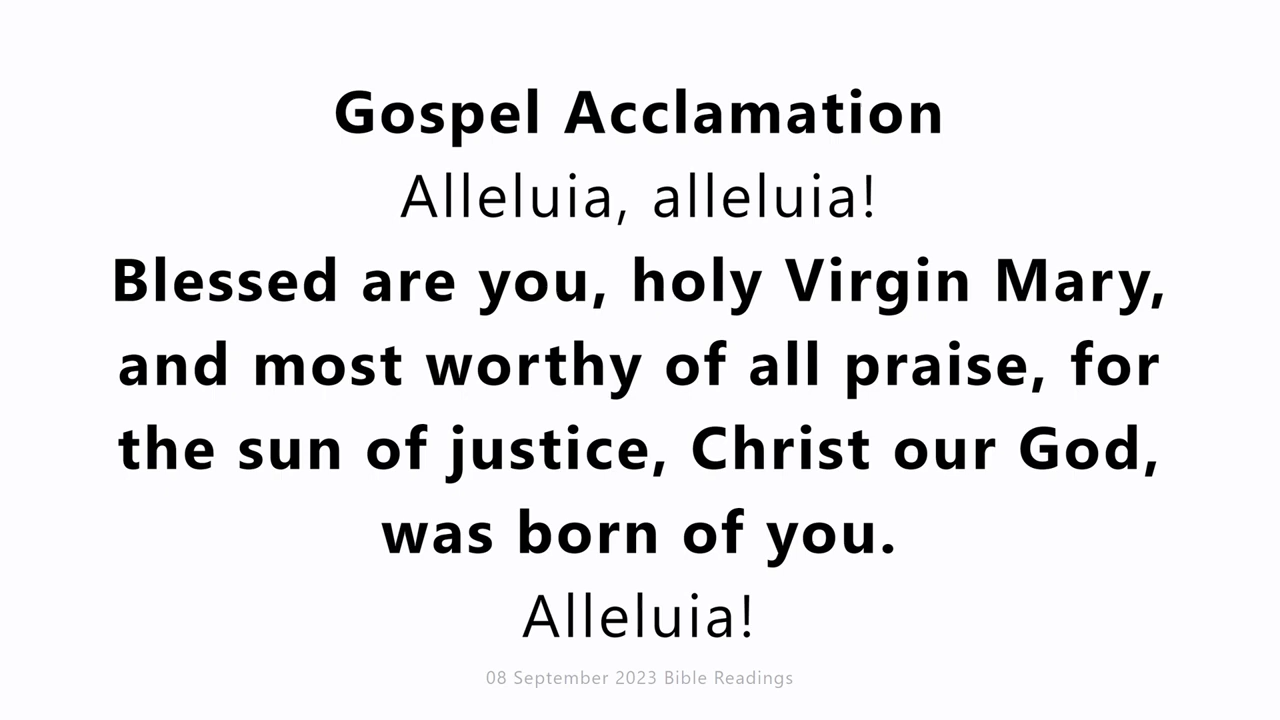 Gospel Acclamation
Alleluia, alleluia!
Blessed are you, holy Virgin Mary,
and most worthy of all praise, for
the sun of justice, Christ our God,
was born of you.
Alleluia!
08 September 2023 Bible Readings